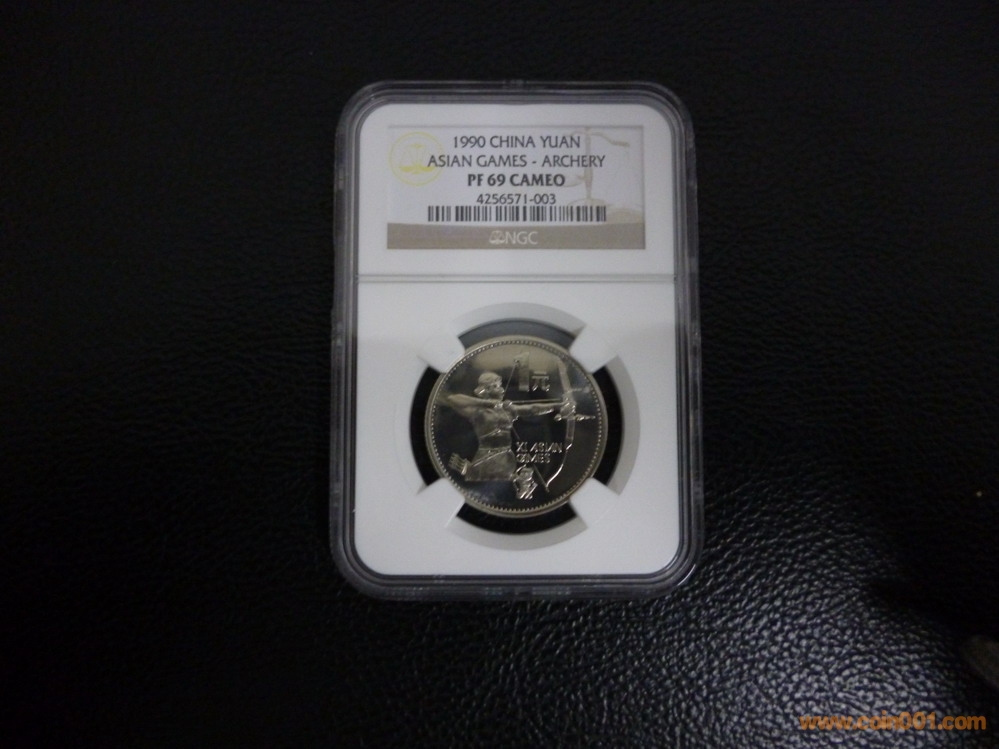 1990 CHINA YUAN
ASIAN GAMES - ARCHERY
PF 69 CAMEO
4256571-003
NGC
1元
XI ASIAN
GAMES
www.coin001.com